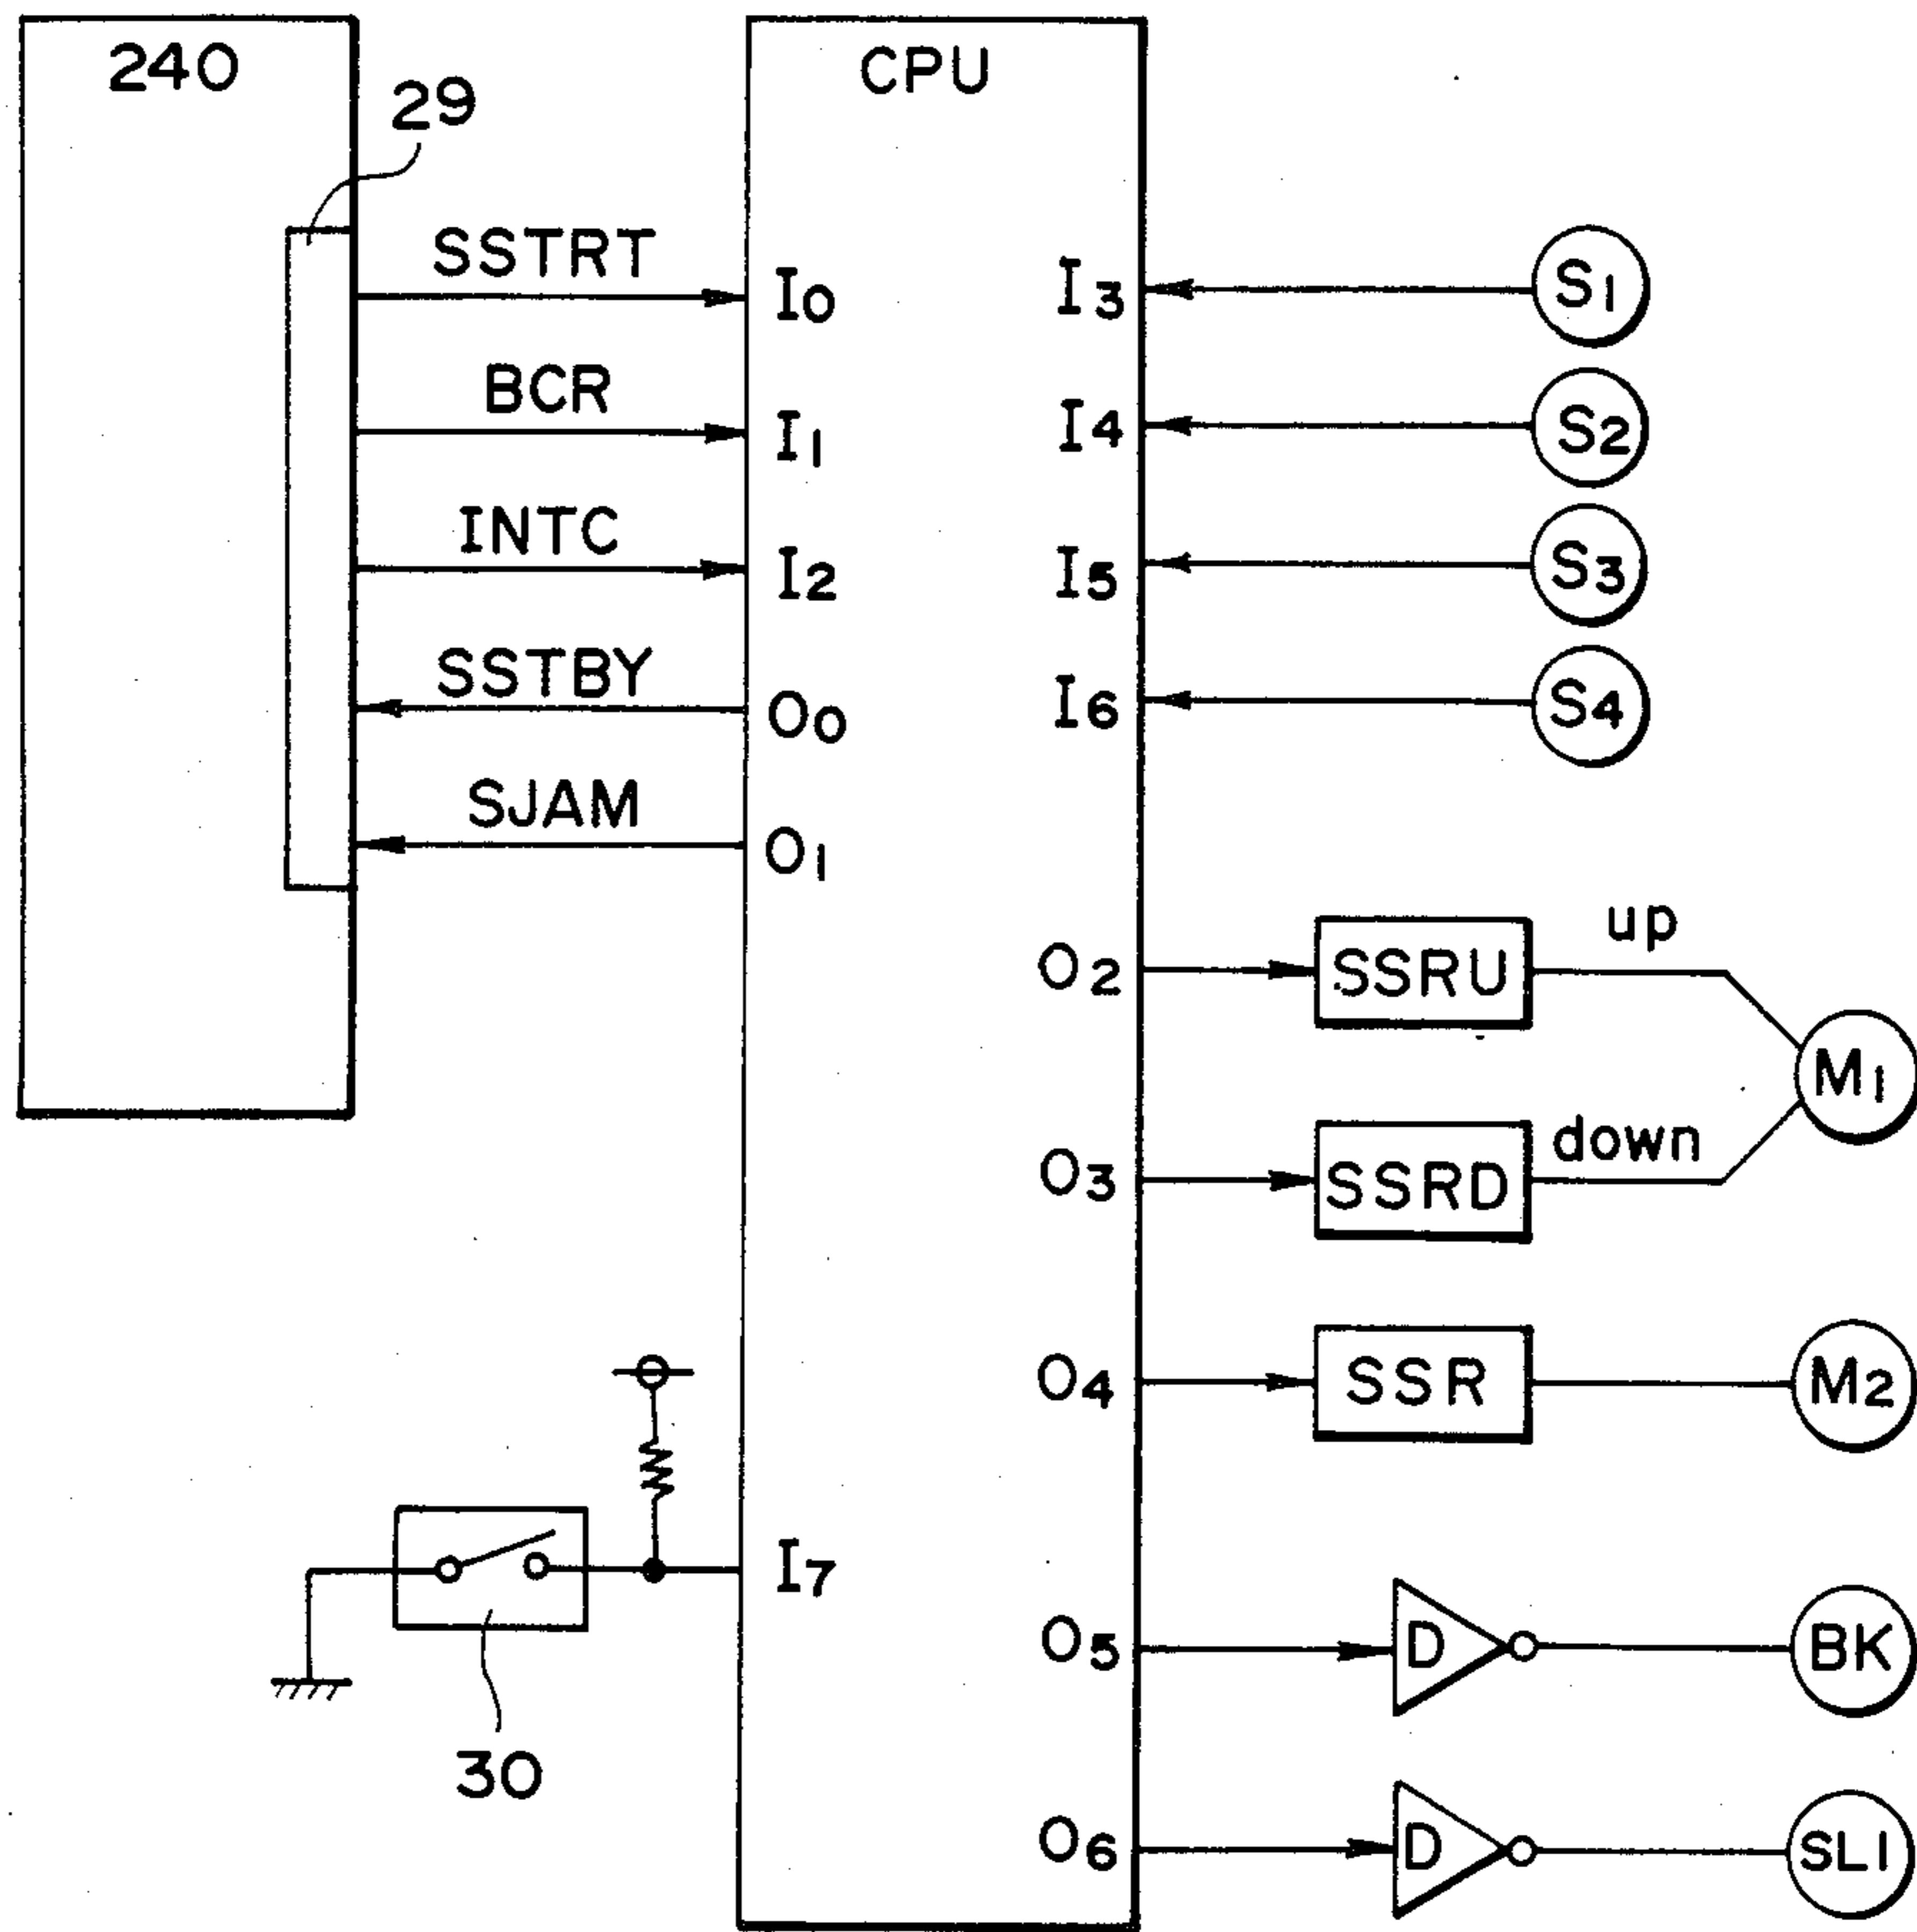 240
CPU
29
SSTRT
I0
I3
S1
BCR
I1
I4
S2
INTC
I2
I5
S3
SSTBY
O0
I6
S4
SJAM
O1
O2
SSRU
up
M1
O3
SSRD
down
O4
SSR
M2
I7
30
O5
D
BK
O6
D
SL1